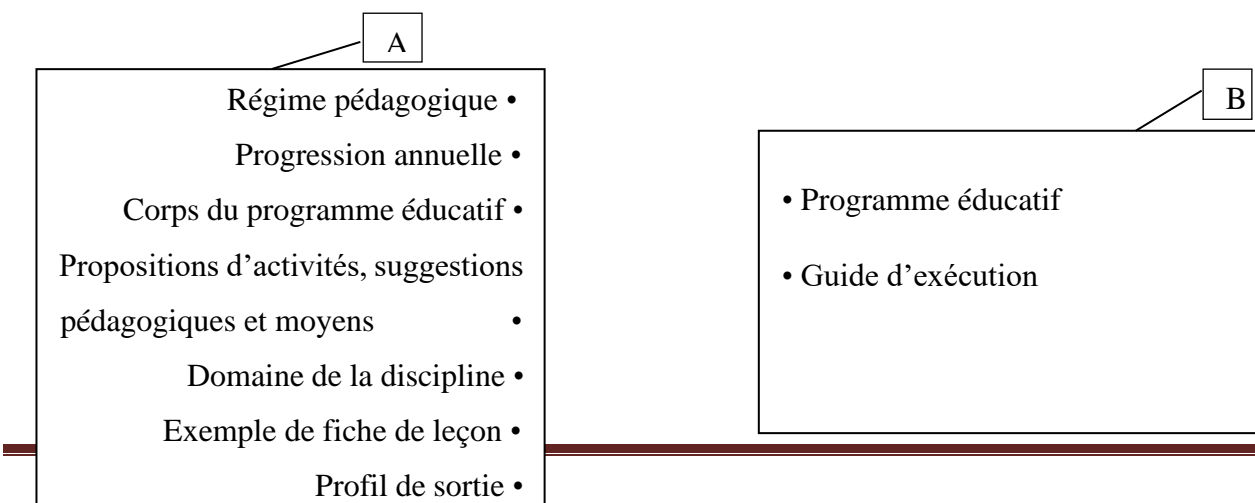 A
Régime pédagogique •
Progression annuelle •
Corps du programme éducatif •
Propositions d’activités, suggestions
pédagogiques et moyens •
Domaine de la discipline •
Exemple de fiche de leçon •
Profil de sortie •
B
• Programme éducatif
• Guide d’exécution